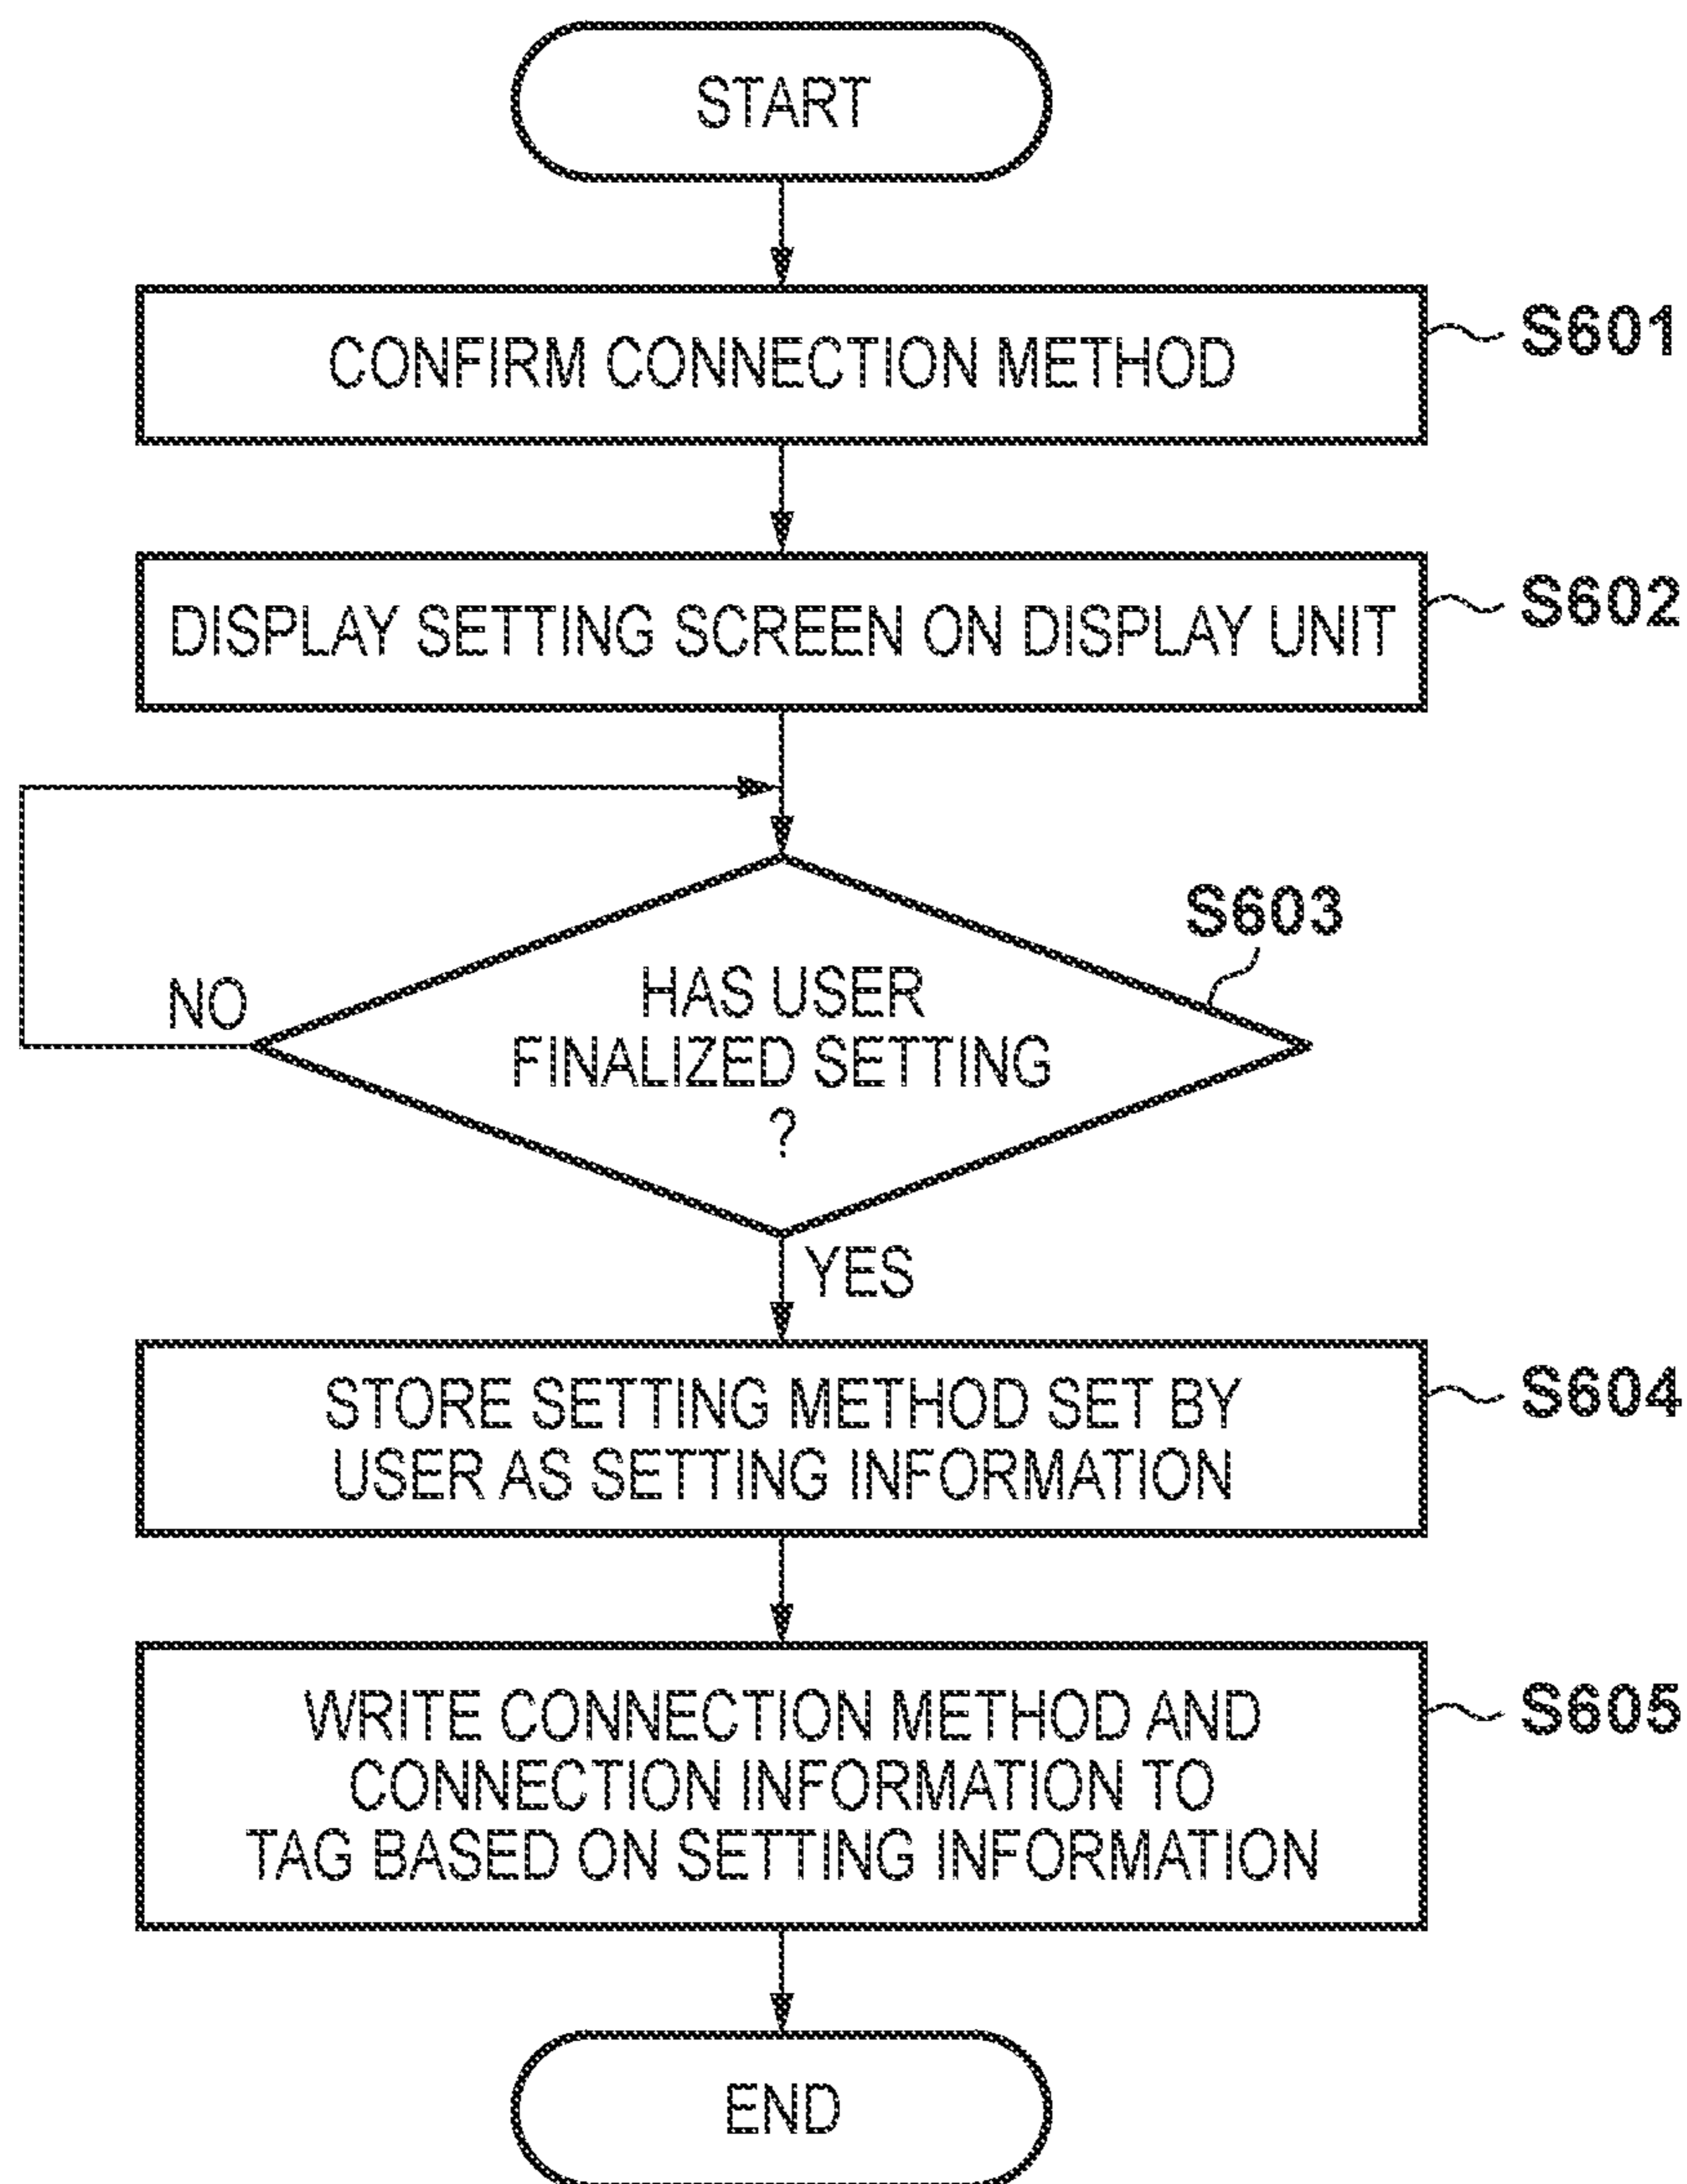 START
CONFIRM CONNECTION METHOD
S601
DISPLAY SETTING SCREEN ON DISPLAY UNIT
S602
S603
HAS USER
FINALIZED SETTING
?
NO
YES
STORE SETTING METHOD SET BY
USER AS SETTING INFORMATION
S604
WRITE CONNECTION METHOD AND
CONNECTION INFORMATION TO
TAG BASED ON SETTING INFORMATION
S605
END